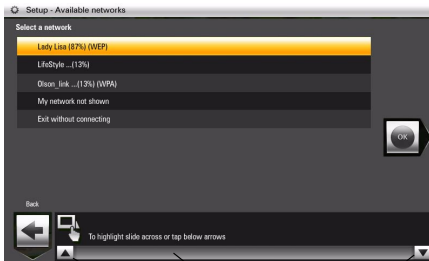 Setup - Available networks
Select a network
Lady Lisa (87%) (WEP)
LifeStyle ...(13%)
Olson_link ...(13%) (WPA)
My network not shown
Exit without connecting
OK
Back
To highlight slide across or tap below arrows